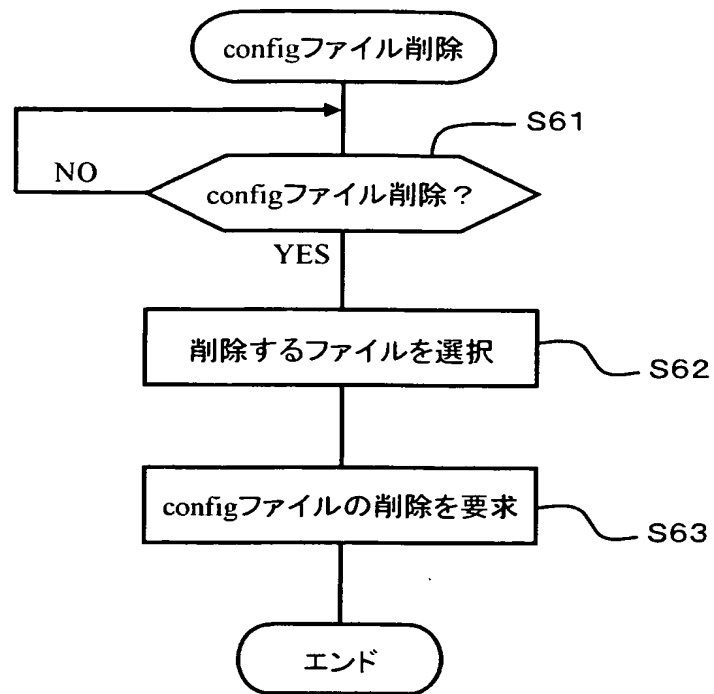 configファイル削除
S61
NO
configファイル削除？
YES
削除するファイルを選択
S62
configファイルの削除を要求
S63
エンド